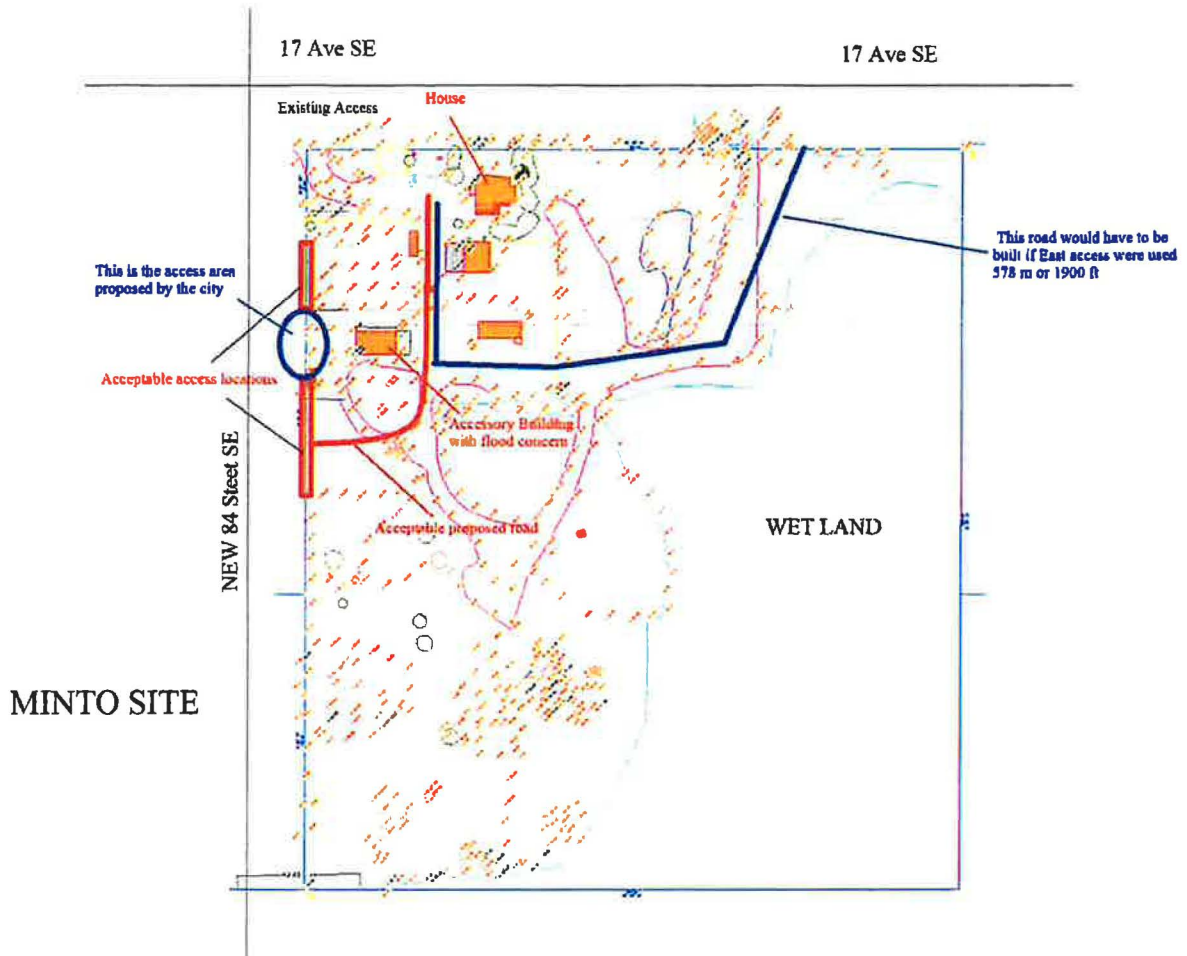 17 Ave SE
17 Ave SE
Existing Access
House
This is the access area
proposed by the city
This road would have to be
built if East access were used
578 m or 1900 ft
Acceptable access locations
Accessory Building
with flood concern
NEW 84 Steet SE
Acceptable proposed road
WET LAND
MINTO SITE